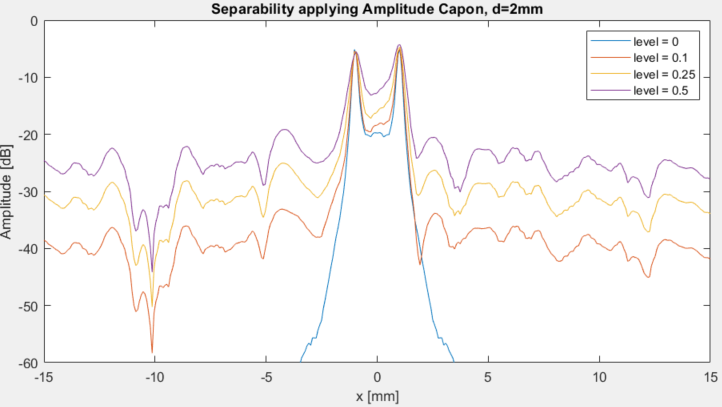 Separability applying Amplitude Capon, d=2mm
0
-10
-20
-30
-40
-50
-60
Amplitude [dB]
level = 0
level = 0.1
level = 0.25
level = 0.5
-15 -10 -5 0 5 10 15
x [mm]